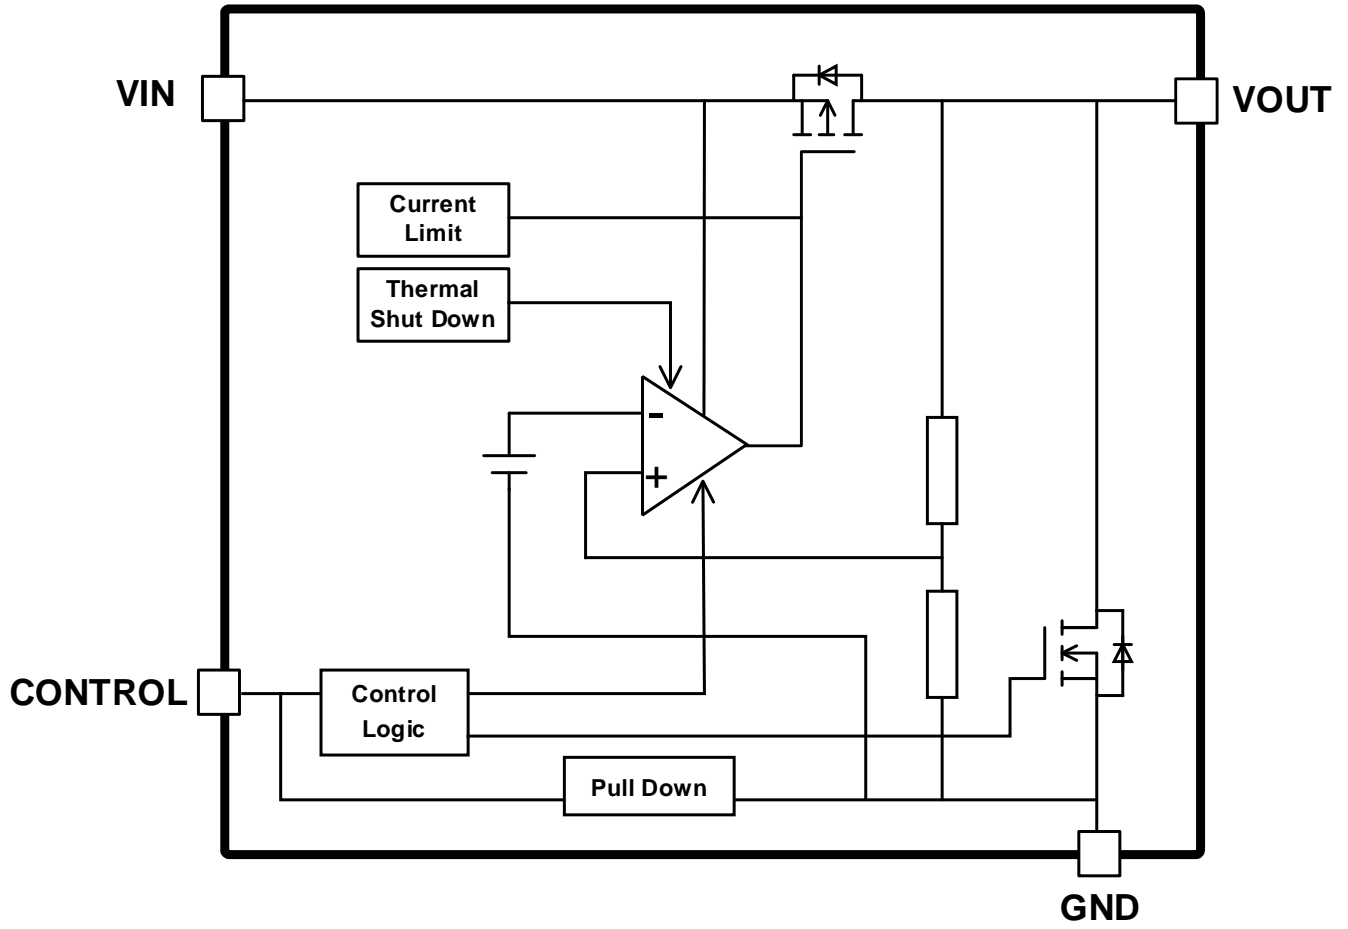 VIN
VOUT
Current
Limit
Thermal
Shut Down
-
+
CONTROL
Control
Logic
Pull Down
GND